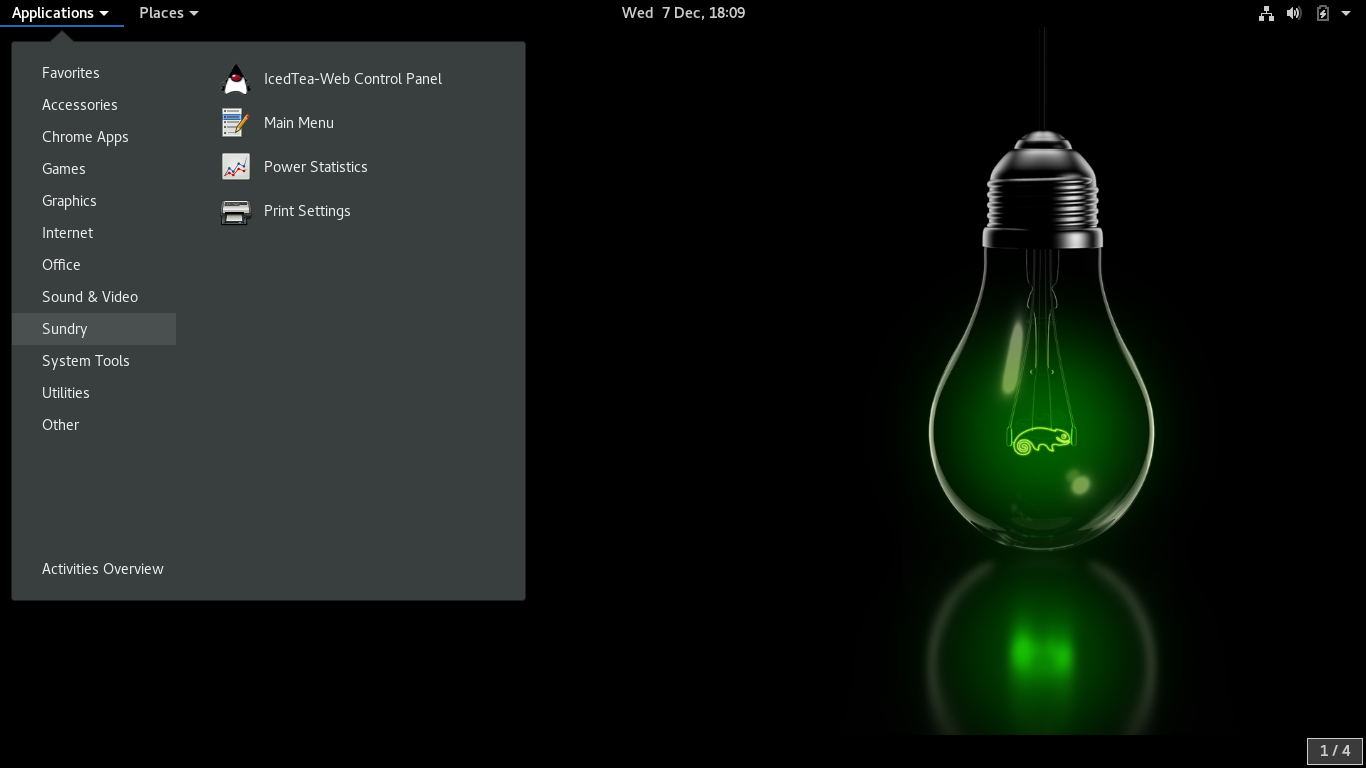 Applications Places Wed 7 Dec, 18:09
Favorites
Accessories
Chrome Apps
Games
Graphics
Internet
Office
Sound & Video
Sundry
System Tools
Utilities
Other
Activities Overview
IcedTea-Web Control Panel
Main Menu
Power Statistics
Print Settings
1 / 4